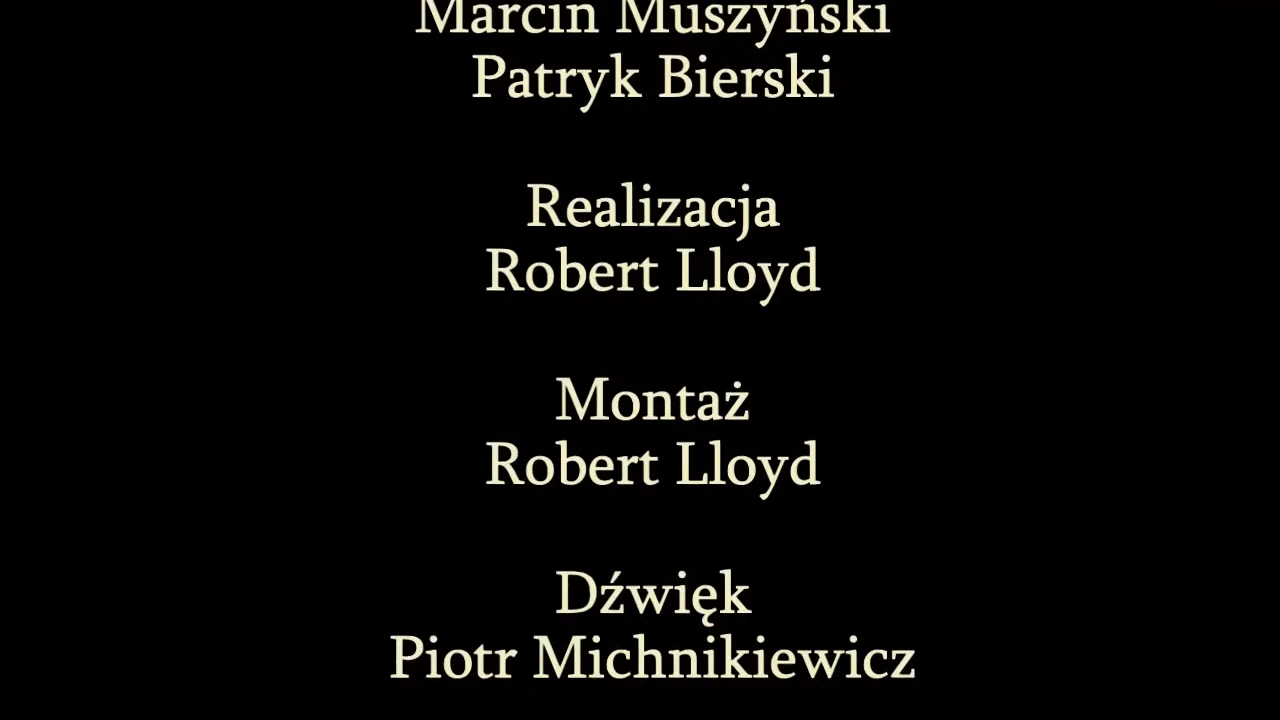 Marcin Muszyński
Patryk Bierski
Realizacja
Robert Lloyd
Montaż
Robert Lloyd
Dźwięk
Piotr Michnikiewicz